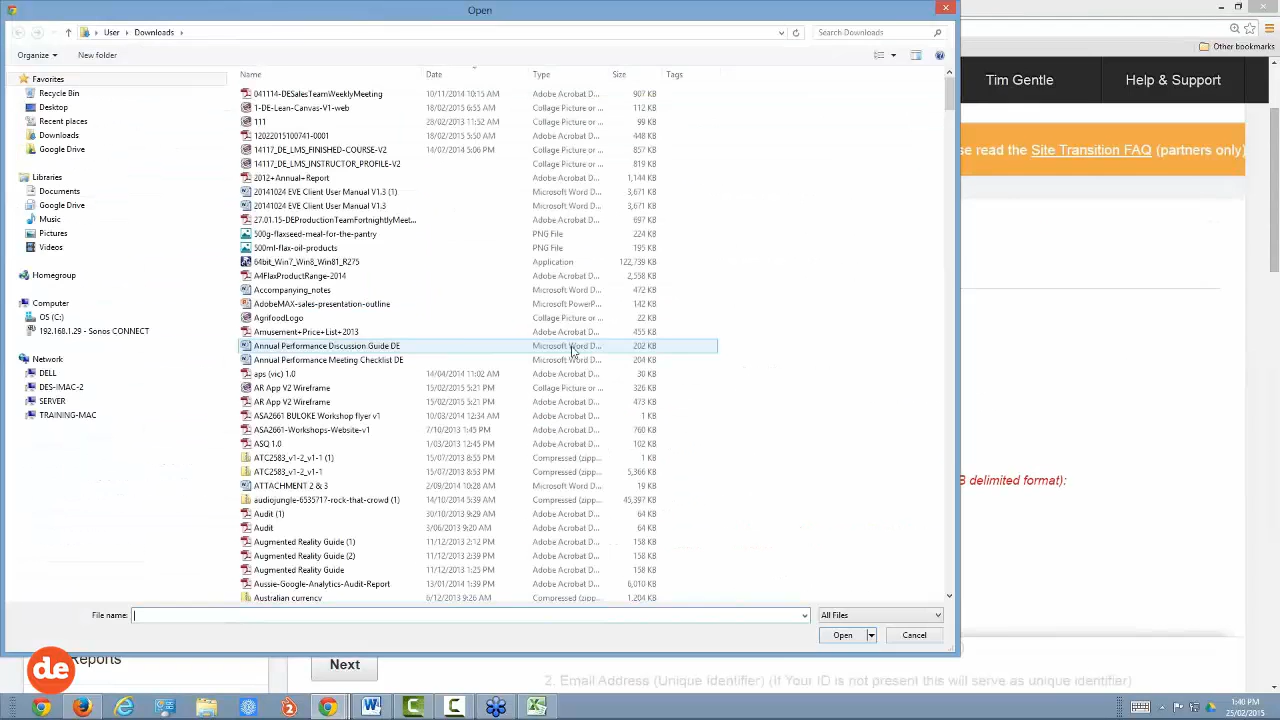 Open
User ▸ Downloads ▸
Search Downloads
Organize
New folder
Other bookmarks
Name Date Type Size Tags
Favorites
Recycle Bin
Desktop
Recent places
Downloads
Google Drive
Libraries
Documents
Google Drive
Music
Pictures
Videos
Homegroup
Computer
OS (C:)
192.168.1.29 - Sonos CONNECT
Network
DELL
DES-IMAC-2
SERVER
TRAINING-MAC
041114-DESalesTeamWeeklyMeeting 10/11/2014 10:15 AM Adobe Acrobat D... 907 KB
1-DE-Lean-Canvas-V1-web 18/02/2015 6:55 AM Collage Picture or ... 112 KB
111 28/02/2013 11:52 AM Collage Picture or ... 99 KB
12022015100741-0001 18/02/2015 5:50 AM Adobe Acrobat D... 448 KB
14117_DE_LMS_FINISHED-COURSE-V2 14/07/2014 5:06 PM Collage Picture or ... 857 KB
14117_DE_LMS_INSTRUCTOR_PROFILE-V2 Collage Picture or ... 819 KB
2012+Annual+Report Adobe Acrobat D... 1,144 KB
20141024 EVE Client User Manual V1.3 (1) Microsoft Word D... 3,671 KB
20141024 EVE Client User Manual V1.3 Microsoft Word D... 3,671 KB
27.01.15-DEProductionTeamFortnightlyMeet... Adobe Acrobat D... 697 KB
500g-flaxseed-meal-for-the-pantry PNG File 224 KB
500ml-flax-oil-products PNG File 195 KB
64bit_Win7_Win8_Win81_R275 Application 122,739 KB
A4FlaxProductRange-2014 Adobe Acrobat D... 2,558 KB
Accompanying_notes Microsoft Word D... 472 KB
AdobeMAX-sales-presentation-outline Microsoft PowerP... 142 KB
AgrifoodLogo Collage Picture or ... 22 KB
Amusement+Price+List+2013 Adobe Acrobat D... 455 KB
Annual Performance Discussion Guide DE Microsoft Word D... 202 KB
Annual Performance Meeting Checklist DE Microsoft Word D... 204 KB
aps (vic) 1.0 14/04/2014 11:02 AM Adobe Acrobat D... 30 KB
AR App V2 Wireframe 15/02/2015 5:21 PM Collage Picture or ... 326 KB
AR App V2 Wireframe 15/02/2015 5:21 PM Adobe Acrobat D... 473 KB
ASA2661 BULOKE Workshop flyer v1 10/03/2014 12:34 AM Adobe Acrobat D... 1 KB
ASA2661-Workshops-Website-v1 7/10/2013 1:45 PM Adobe Acrobat D... 760 KB
ASQ 1.0 1/03/2013 12:45 PM Adobe Acrobat D... 102 KB
ATC2583_v1-2_v1-1 (1) 15/07/2013 8:55 PM Compressed (zipp... 1 KB
ATC2583_v1-2_v1-1 15/07/2013 8:53 PM Compressed (zipp... 5,366 KB
ATTACHMENT 2 & 3 2/09/2014 10:28 AM Microsoft Word D... 19 KB
audiojungle-6535717-rock-that-crowd (1) 14/10/2014 5:39 AM Compressed (zipp... 45,397 KB
Audit (1) 30/10/2013 9:29 AM Adobe Acrobat D... 64 KB
Audit 3/06/2013 9:20 AM Adobe Acrobat D... 64 KB
Augmented Reality Guide (1) 11/12/2013 2:12 PM Adobe Acrobat D... 158 KB
Augmented Reality Guide (2) 11/12/2013 2:39 PM Adobe Acrobat D... 158 KB
Augmented Reality Guide 11/12/2013 1:25 PM Adobe Acrobat D... 158 KB
Aussie-Google-Analytics-Audit-Report 13/01/2014 1:39 PM Adobe Acrobat D... 6,010 KB
Australian currency 6/12/2013 9:26 AM Compressed (zipp... 1,204 KB
File name:
All Files
Open
Cancel
Tim Gentle
Help & Support
se read the Site Transition FAQ (partners only)
B delimited format):
Reports
Next
2. Email Address (Unique Identifier) (If Your ID is not present this will serve as unique identifier)
de
1:40 PM
25/02/2015